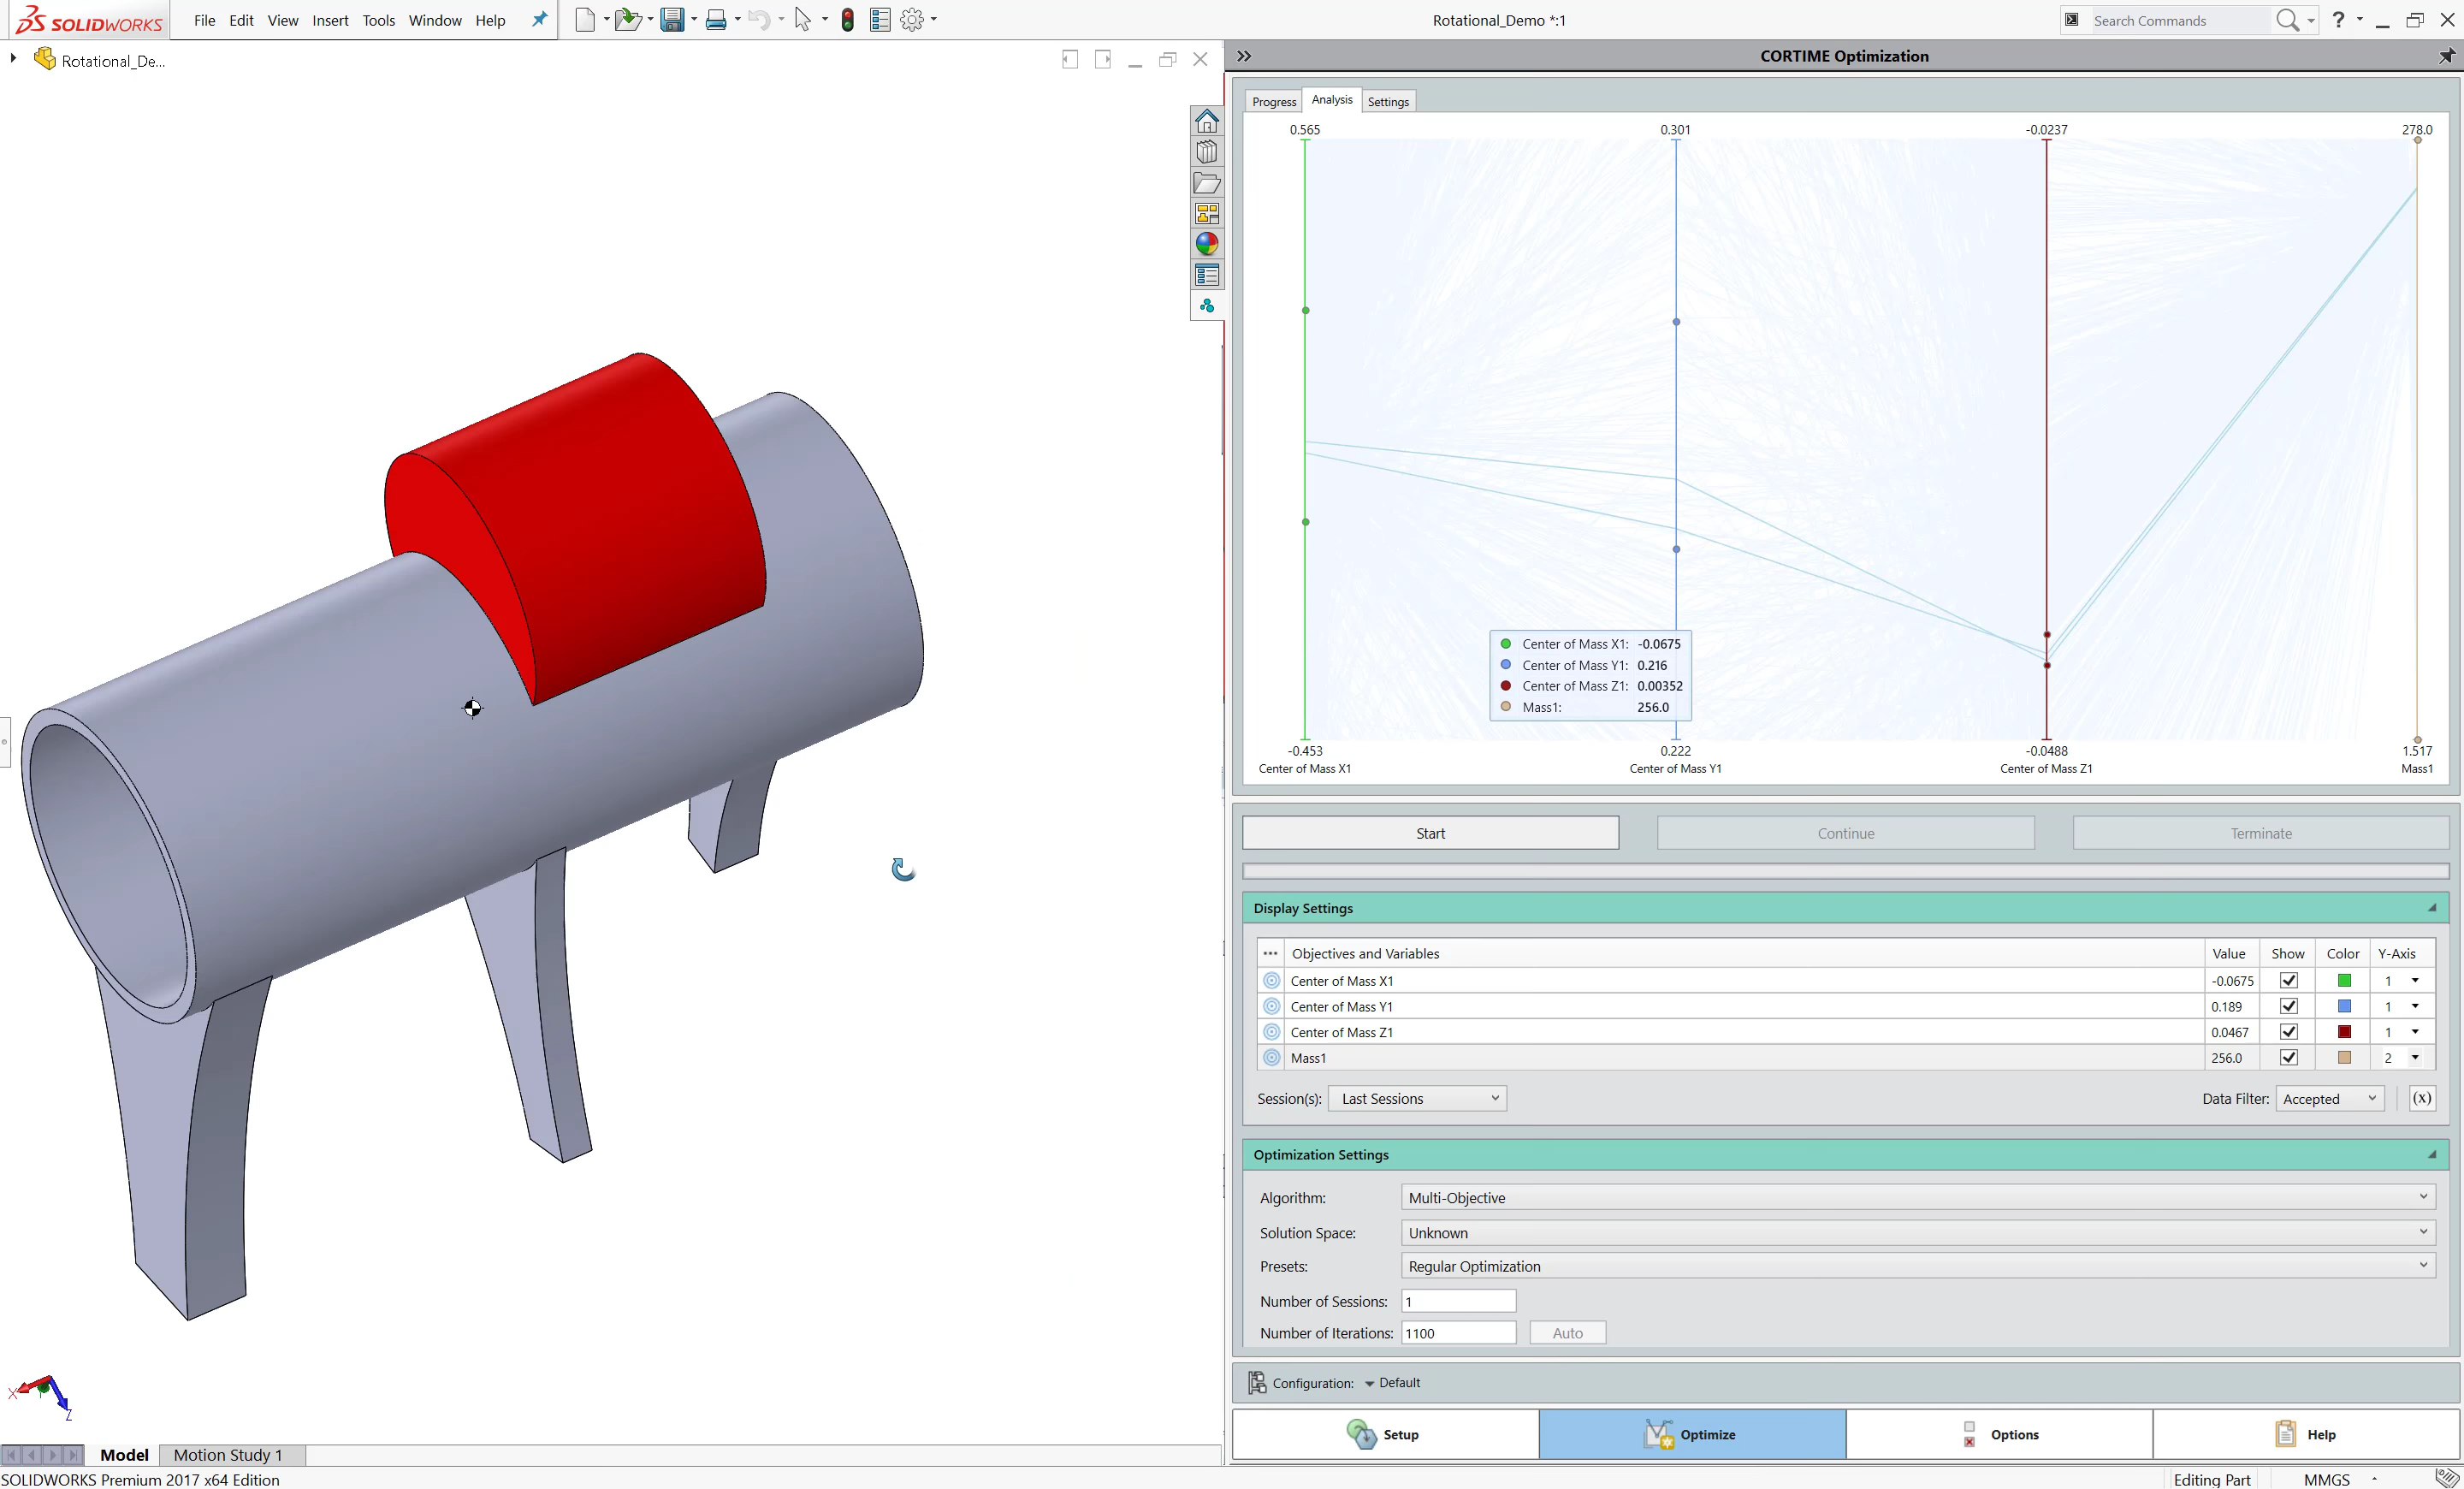 SOLIDWORKS File Edit View Insert Tools Window Help
Rotational_Demo *:1
Search Commands
?
Rotational_De...
CORTIME Optimization
Progress Analysis Settings
0.565 0.301 -0.0237 278.0
Center of Mass X1: -0.0675
Center of Mass Y1: 0.216
Center of Mass Z1: 0.00352
Mass1: 256.0
-0.453 0.222 -0.0488 1.517
Center of Mass X1 Center of Mass Y1 Center of Mass Z1 Mass1
Start Continue Terminate
Display Settings
... Objectives and Variables Value Show Color Y-Axis
Center of Mass X1 -0.0675 1
Center of Mass Y1 0.189 1
Center of Mass Z1 0.0467 1
Mass1 256.0 2
Session(s): Last Sessions Data Filter: Accepted (x)
Optimization Settings
Algorithm: Multi-Objective
Solution Space: Unknown
Presets: Regular Optimization
Number of Sessions: 1
Number of Iterations: 1100 Auto
Configuration: Default
Setup Optimize Options Help
X Y Z
Model Motion Study 1
SOLIDWORKS Premium 2017 x64 Edition
Editing Part MMGS